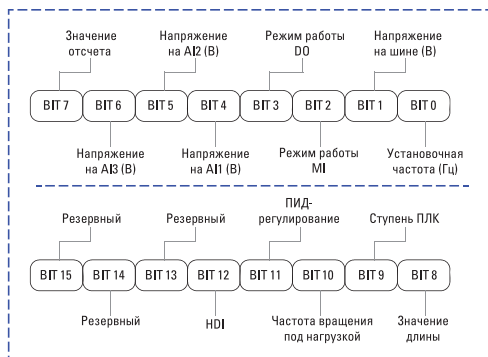 Значение
отсчета
Напряжение
на AI2 (В)
Режим работы
DO
Напряжение
на шине (В)
BIT 7
BIT 6
BIT 5
BIT 4
BIT 3
BIT 2
BIT 1
BIT 0
Напряжение
на AI3 (В)
Напряжение
на AI1 (В)
Режим работы
MI
Установочная
частота (Гц)
Резервный
Резервный
ПИД-
регулирование
Ступень ПЛК
BIT 15
BIT 14
BIT 13
BIT 12
BIT 11
BIT 10
BIT 9
BIT 8
Резервный
HDI
Частота вращения
под нагрузкой
Значение
длины